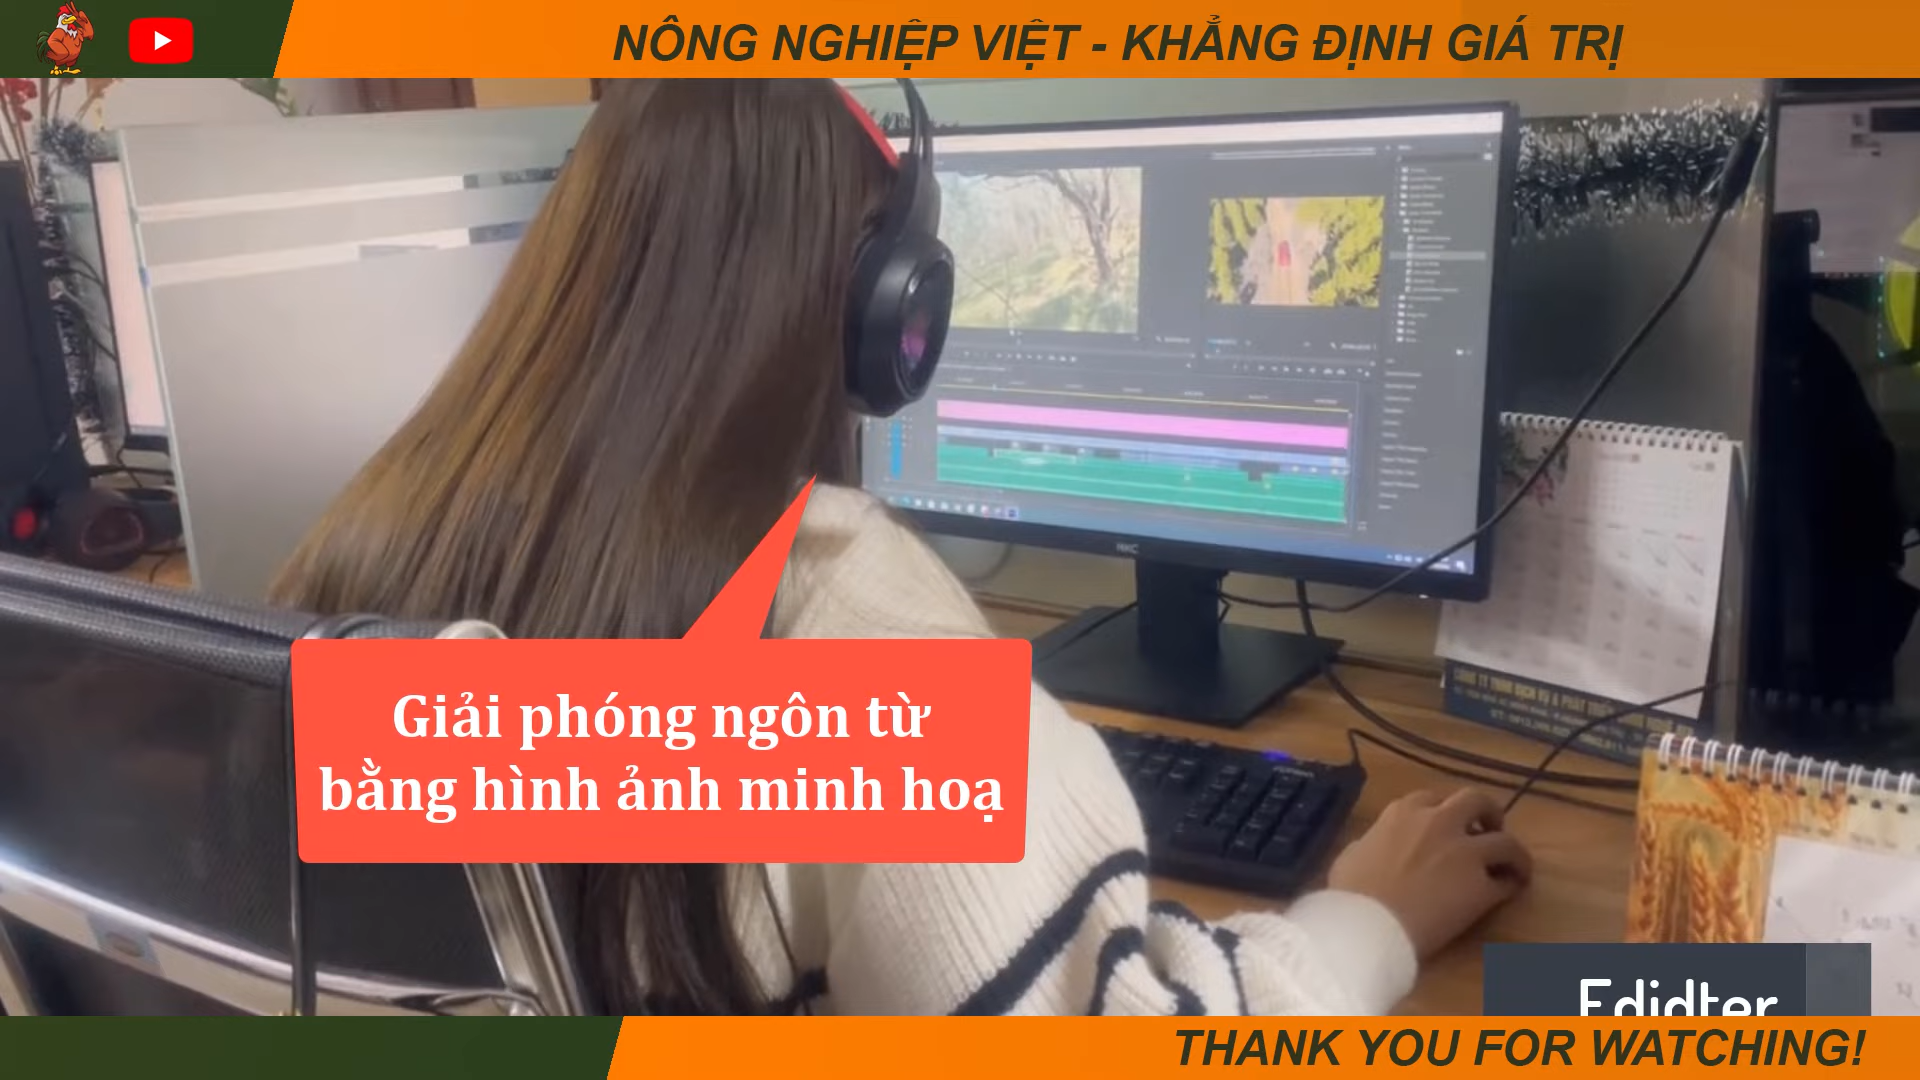 NÔNG NGHIỆP VIỆT - KHẲNG ĐỊNH GIÁ TRỊ
HKC
Giải phóng ngôn từ
bằng hình ảnh minh hoạ
Edidter
THANK YOU FOR WATCHING!